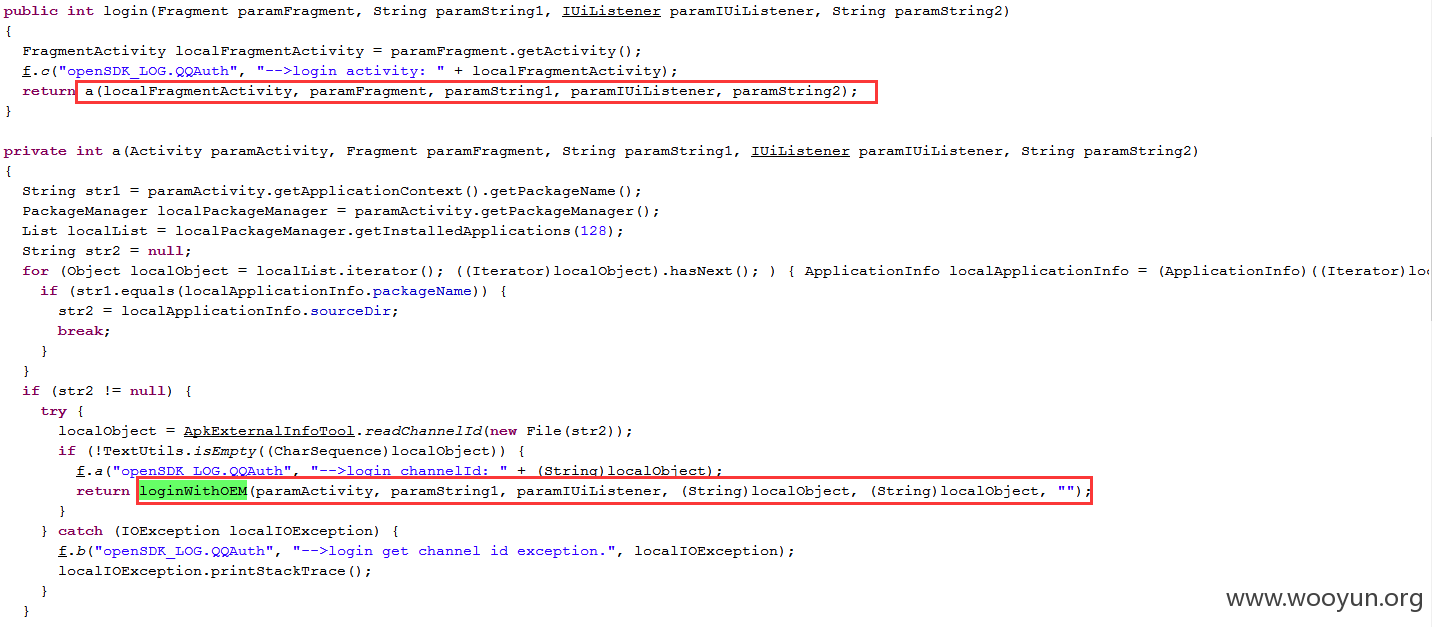 public int login(Fragment paramFragment, String paramString1, IUiListener paramIUiListener, String paramString2)
{
FragmentActivity localFragmentActivity = paramFragment.getActivity();
f.c("openSDK_LOG.QQAuth", "-->login activity: " + localFragmentActivity);
return a(localFragmentActivity, paramFragment, paramString1, paramIUiListener, paramString2);
}
private int a(Activity paramActivity, Fragment paramFragment, String paramString1, IUiListener paramIUiListener, String paramString2)
{
String str1 = paramActivity.getApplicationContext().getPackageName();
PackageManager localPackageManager = paramActivity.getPackageManager();
List localList = localPackageManager.getInstalledApplications(128);
String str2 = null;
for (Object localObject = localList.iterator(); ((Iterator)localObject).hasNext(); ) { ApplicationInfo localApplicationInfo = (ApplicationInfo)((Iterator)lo
if (str1.equals(localApplicationInfo.packageName)) {
str2 = localApplicationInfo.sourceDir;
break;
}
}
if (str2 != null) {
try {
localObject = ApkExternalInfoTool.readChannelId(new File(str2));
if (!TextUtils.isEmpty((CharSequence)localObject)) {
f.a("openSDK_LOG.QQAuth", "-->login channelId: " + (String)localObject);
return loginWithOEM(paramActivity, paramString1, paramIUiListener, (String)localObject, (String)localObject, "");
}
} catch (IOException localIOException) {
f.b("openSDK_LOG.QQAuth", "-->login get channel id exception.", localIOException);
localIOException.printStackTrace();
}
}
www.wooyun.org